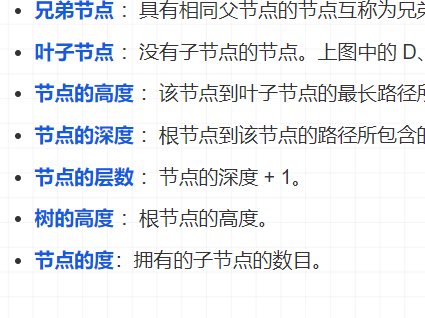 兄弟节点 ：具有相同父节点的节点互称为兄弟
叶子节点 ：没有子节点的节点。上图中的 D、
节点的高度 ：该节点到叶子节点的最长路径所
节点的深度 ：根节点到该节点的路径所包含的
节点的层数 ：节点的深度 + 1。
树的高度 ：根节点的高度。
节点的度：拥有的子节点的数目。